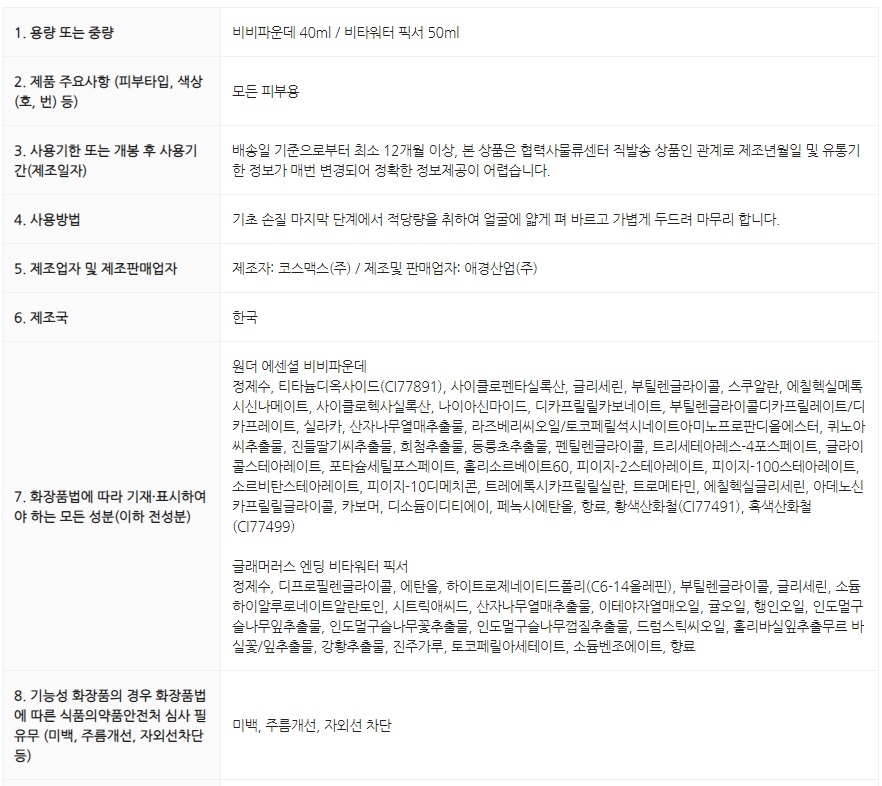 1. 용량 또는 중량
비비파운데 40ml / 비타워터 픽서 50ml
2. 제품 주요사항 (피부타입, 색상
(호, 번) 등)
모든 피부용
3. 사용기한 또는 개봉 후 사용기
간(제조일자)
배송일 기준으로부터 최소 12개월 이상, 본 상품은 협력사물류센터 직발송 상품인 관계로 제조년월일 및 유통기
한 정보가 매번 변경되어 정확한 정보제공이 어렵습니다.
4. 사용방법
기초 손질 마지막 단계에서 적당량을 취하여 얼굴에 얇게 펴 바르고 가볍게 두드려 마무리 합니다.
5. 제조업자 및 제조판매업자
제조자: 코스맥스(주) / 제조및 판매업자: 애경산업(주)
6. 제조국
한국
7. 화장품법에 따라 기재·표시하여
야 하는 모든 성분(이하 전성분)
원더 에센셜 비비파운데
정제수, 티타늄디옥사이드(CI77891), 사이클로펜타실록산, 글리세린, 부틸렌글라이콜, 스쿠알란, 에칠헥실메톡
시신나메이트, 사이클로헥사실록산, 나이아신마이드, 디카프릴릴카보네이트, 부틸렌글라이콜디카프릴레이트/디
카프레이트, 실라카, 산자나무열매추출물, 라즈베리씨오일/토코페릴석시네이트아미노프로판디올에스터, 퀴노아
씨추출물, 진들딸기씨추출물, 희첨추출물, 동롱초추출물, 펜틸렌글라이콜, 트리세테아레스-4포스페이트, 글라이
콜스테아레이트, 포타슘세틸포스페이트, 홀리소르베이트60, 피이지-2스테아레이트, 피이지-100스테아레이트,
소르비탄스테아레이트, 피이지-10디메치콘, 트레에톡시카프릴릴실란, 트로메타민, 에칠헥실글리세린, 아데노신
카프릴릴글라이콜, 카보머, 디소듐이디티에이, 페녹시에탄올, 향료, 황색산화철(CI77491), 흑색산화철
(CI77499)
글래머러스 엔딩 비타워터 픽서
정제수, 디프로필렌글라이콜, 에탄올, 하이트로제네이티드폴리(C6-14올레핀), 부틸렌글라이콜, 글리세린, 소듐
하이알루로네이트알란토인, 시트릭애씨드, 산자나무열매추출물, 이테야자열매오일, 귤오일, 행인오일, 인도멀구
슬나무잎추출물, 인도멀구슬나무꽃추출물, 인도멀구슬나무껍질추출물, 드럼스틱씨오일, 홀리바실잎추출무르 바
실꽃/잎추출물, 강황추출물, 진주가루, 토코페릴아세테이트, 소듐벤조에이트, 향료
8. 기능성 화장품의 경우 화장품법
에 따른 식품의약품안전처 심사 필
유무 (미백, 주름개선, 자외선차단
등)
미백, 주름개선, 자외선 차단